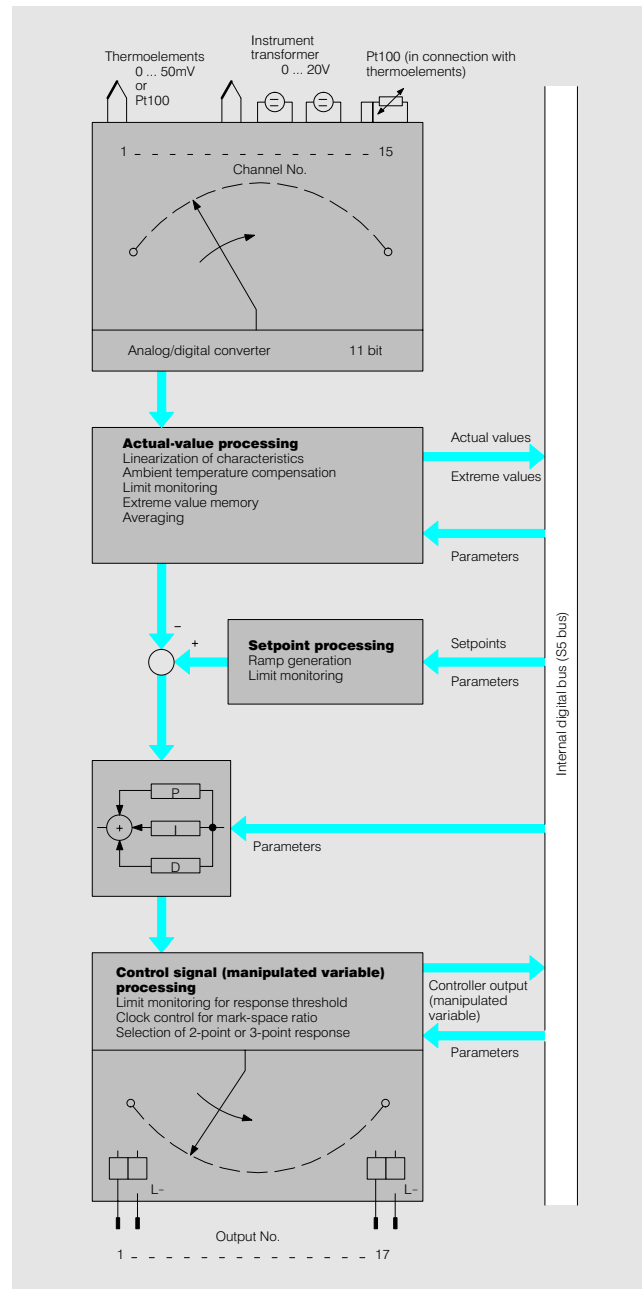 Thermoelements
0 ... 50mV
or
Pt100
Instrument
transformer
0 ... 20V
Pt100 (in connection with
thermoelements)
1 _ _ _ _ _ _ _ _ _ _ _ _ _ _ 15
Channel No.
Analog/digital converter 11 bit
Actual-value processing
Linearization of characteristics
Ambient temperature compensation
Limit monitoring
Extreme value memory
Averaging
Actual values
Extreme values
Parameters
–
+
Setpoint processing
Ramp generation
Limit monitoring
Setpoints
Parameters
Internal digital bus (S5 bus)
P
+ I
D
Parameters
Control signal (manipulated variable)
processing
Limit monitoring for response threshold
Clock control for mark-space ratio
Selection of 2-point or 3-point response
Controller output
(manipulated
variable)
Parameters
L– L–
Output No.
1 _ _ _ _ _ _ _ _ _ _ _ _ _ _ 17